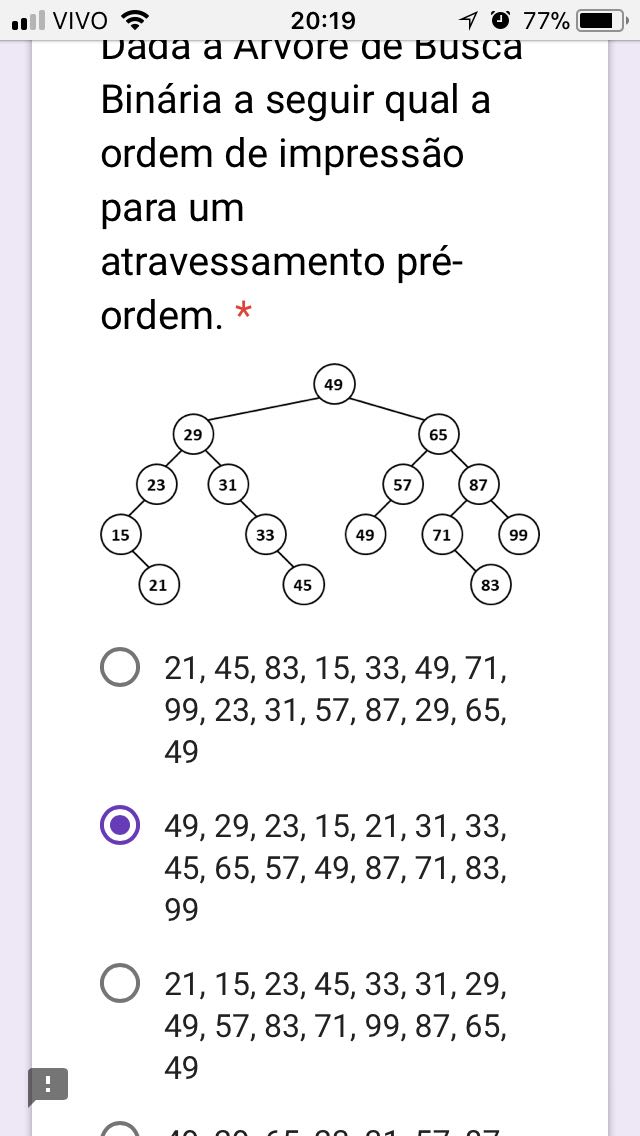 VIVO 20:19 77%
Dada a Árvore de Busca
Binária a seguir qual a
ordem de impressão
para um
atravessamento pré-
ordem. *
49
29 65
23 31 57 87
15 33 49 71 99
21 45 83
21, 45, 83, 15, 33, 49, 71,
99, 23, 31, 57, 87, 29, 65,
49
49, 29, 23, 15, 21, 31, 33,
45, 65, 57, 49, 87, 71, 83,
99
21, 15, 23, 45, 33, 31, 29,
49, 57, 83, 71, 99, 87, 65,
49
!